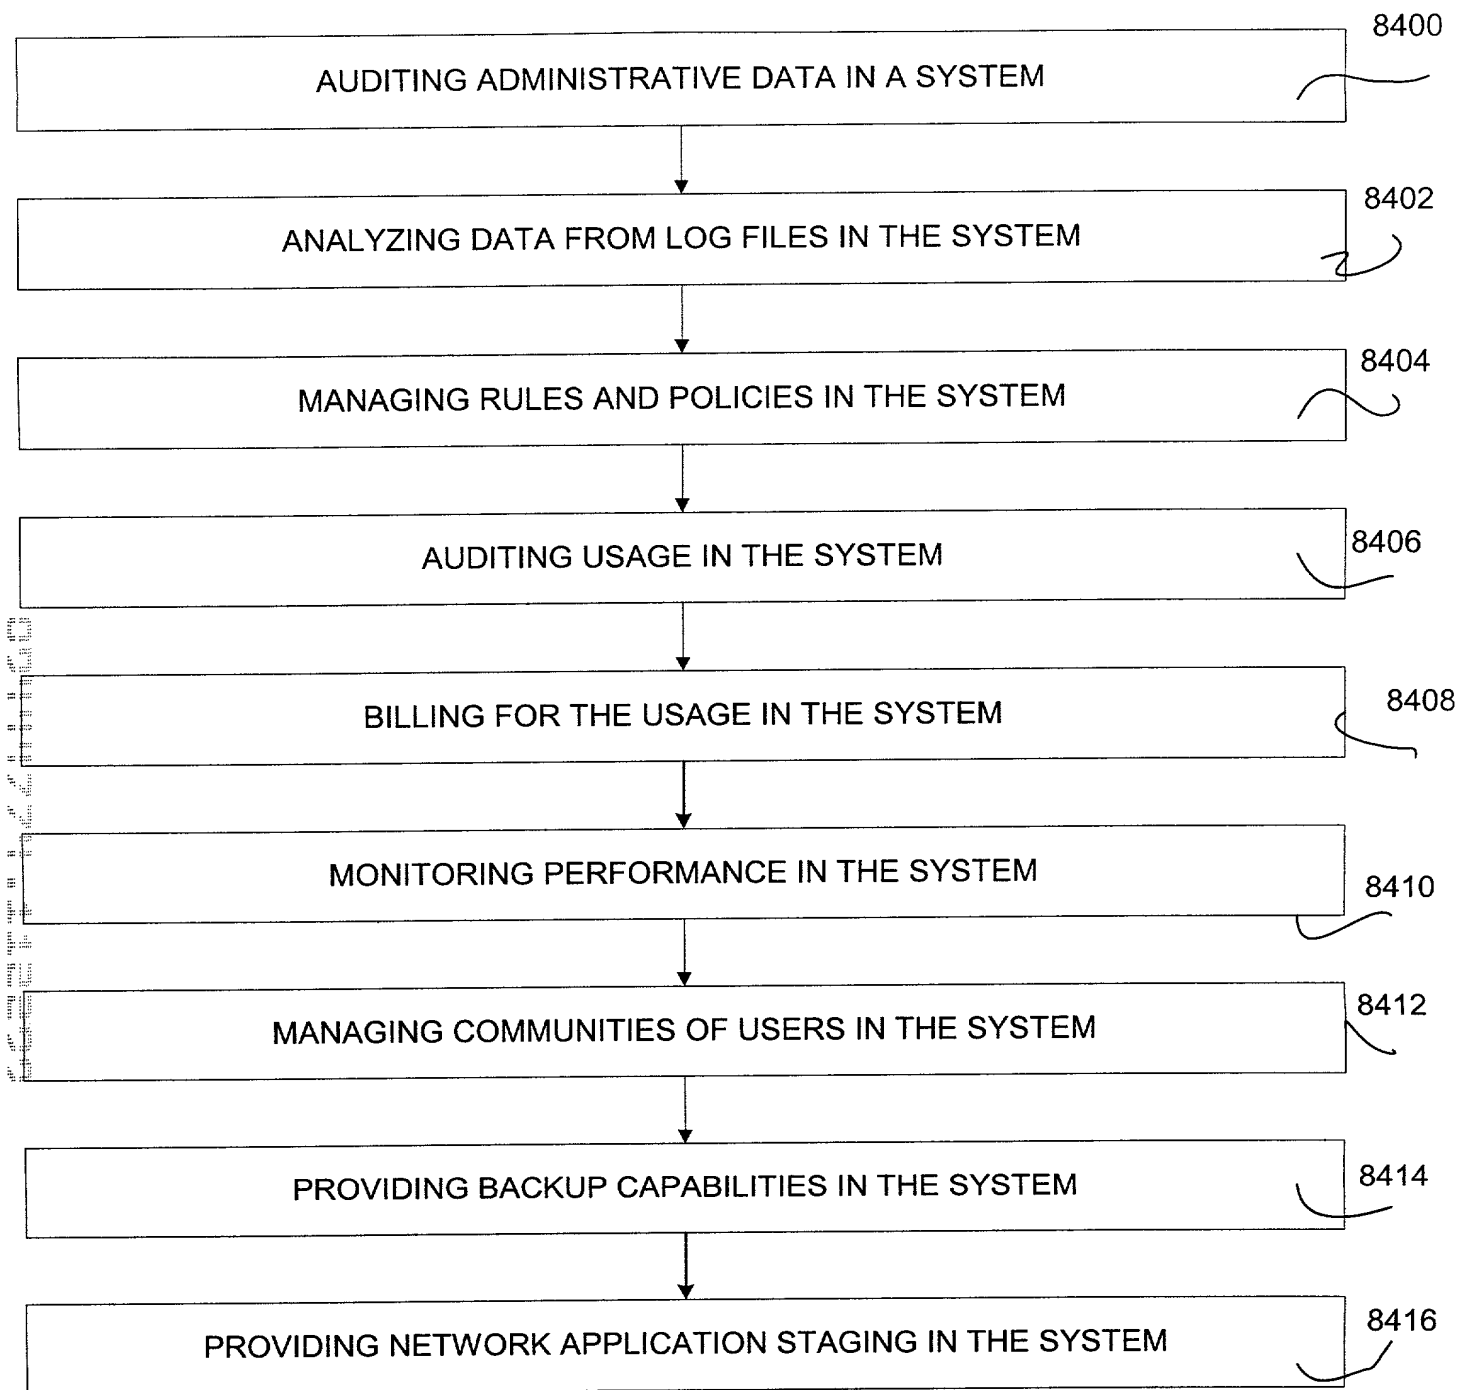 8400
AUDITING ADMINISTRATIVE DATA IN A SYSTEM
8402
ANALYZING DATA FROM LOG FILES IN THE SYSTEM
8404
MANAGING RULES AND POLICIES IN THE SYSTEM
8406
AUDITING USAGE IN THE SYSTEM
8408
BILLING FOR THE USAGE IN THE SYSTEM
MONITORING PERFORMANCE IN THE SYSTEM
8410
8412
MANAGING COMMUNITIES OF USERS IN THE SYSTEM
8414
PROVIDING BACKUP CAPABILITIES IN THE SYSTEM
8416
PROVIDING NETWORK APPLICATION STAGING IN THE SYSTEM